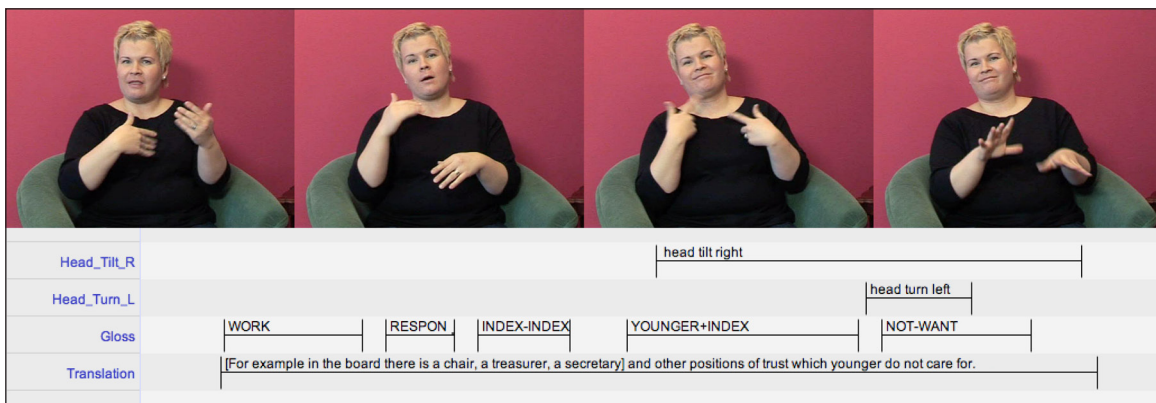 Head_Tilt_R head tilt right
Head_Turn_L head turn left
Gloss WORK RESPON INDEX-INDEX YOUNGER+INDEX NOT-WANT
Translation [For example in the board there is a chair, a treasurer, a secretary] and other positions of trust which younger do not care for.